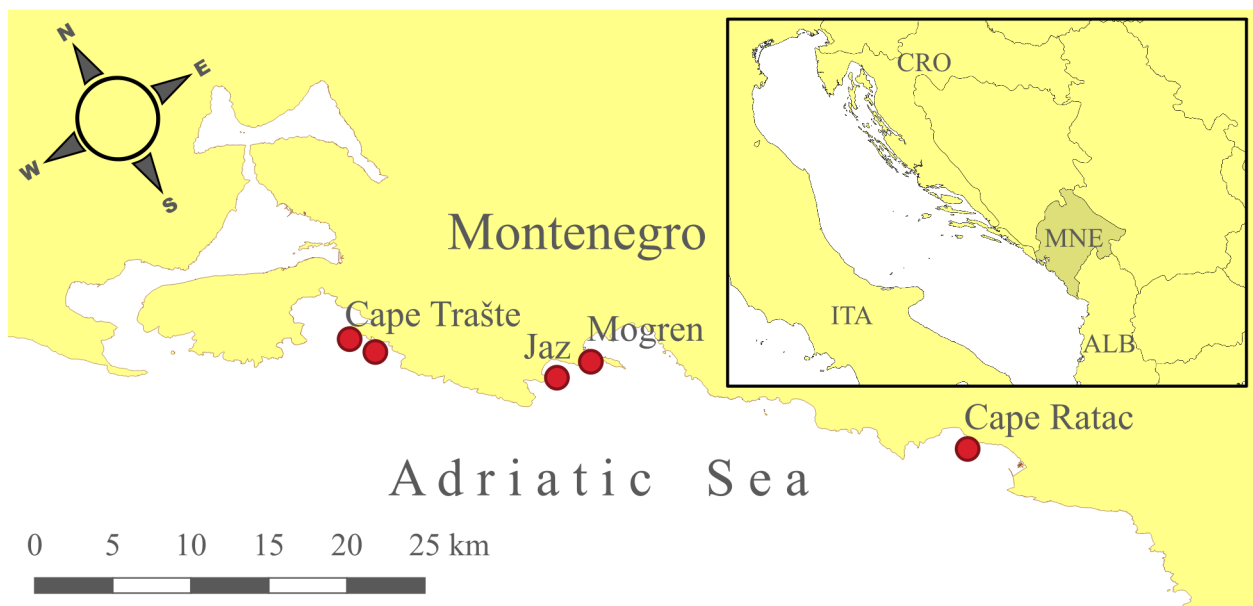 N
E
W
S
CRO
MNE
ITA
ALB
Montenegro
Cape Trašte
Jaz
Mogren
Cape Ratac
Adriatic Sea
0 5 10 15 20 25 km